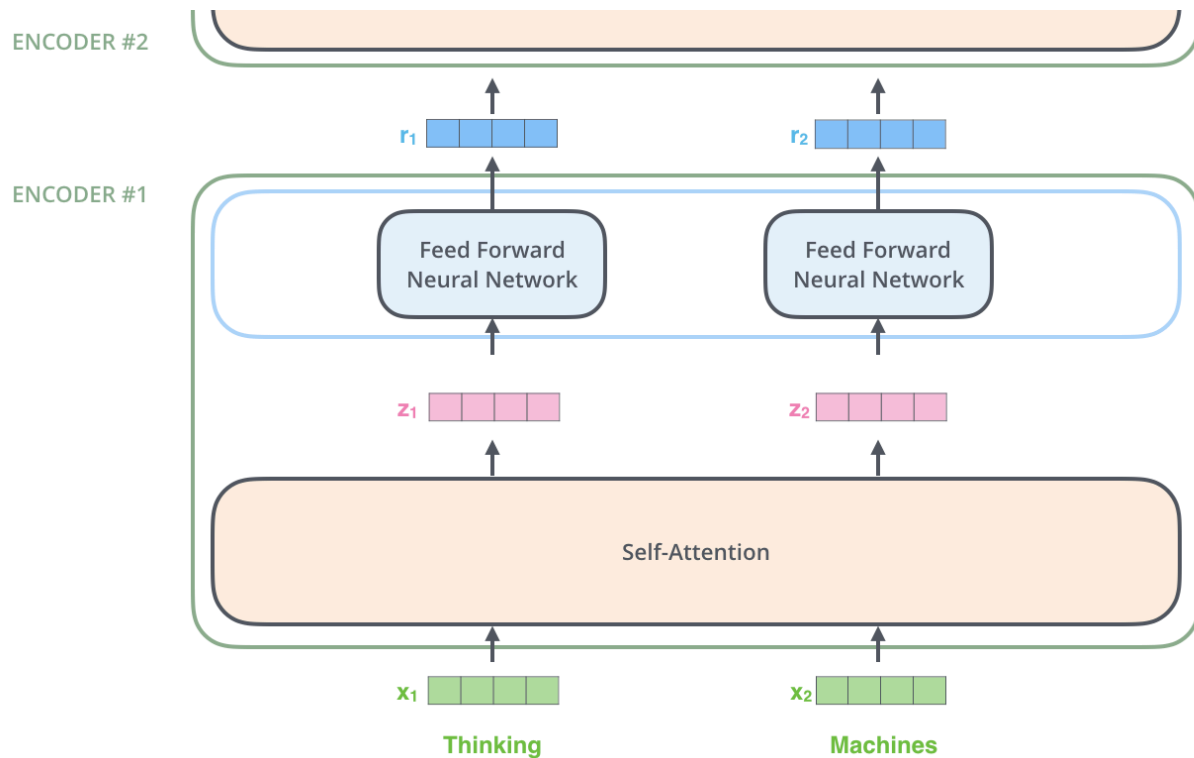 ENCODER #2
r₁
r₂
ENCODER #1
Feed Forward
Neural Network
Feed Forward
Neural Network
z₁
z₂
Self-Attention
x₁
x₂
Thinking
Machines